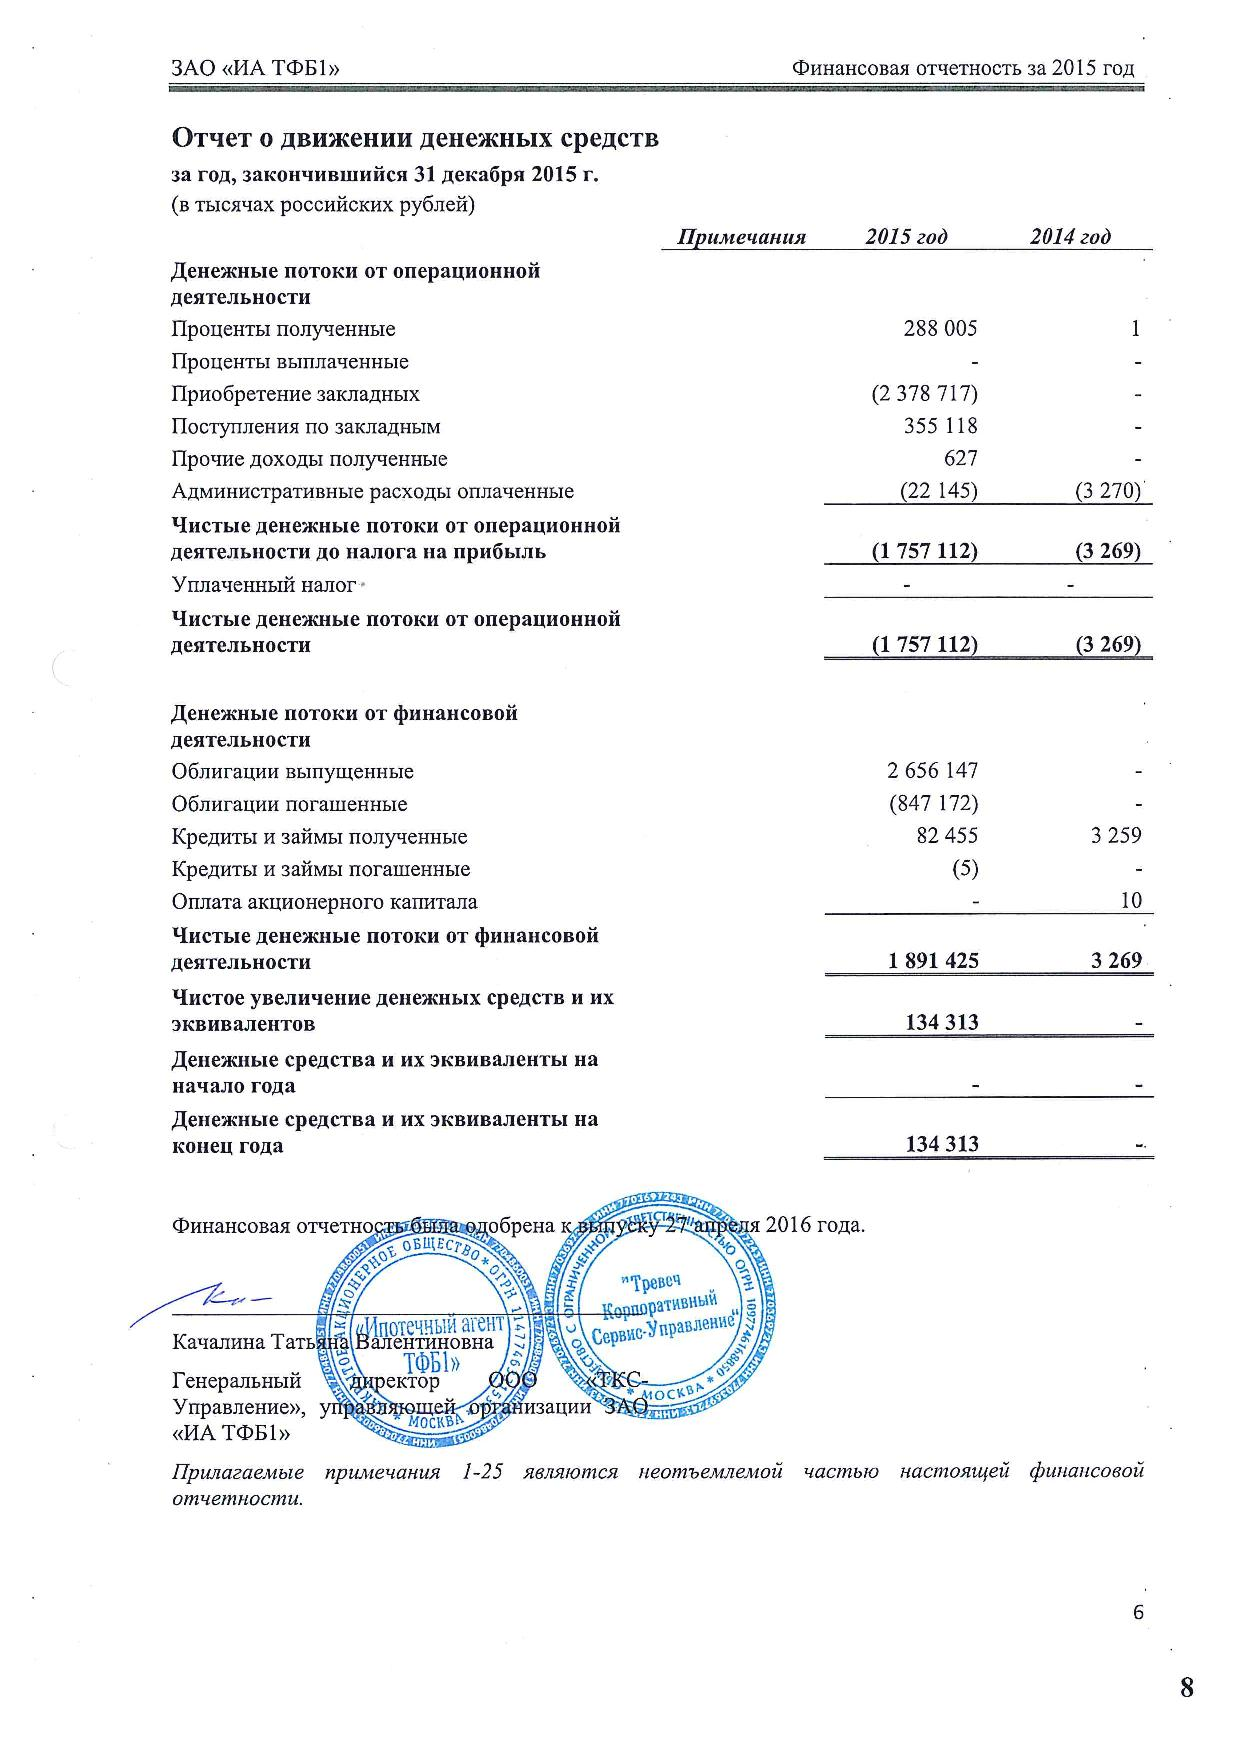 ЗАО «ИА ТФБ1» Финансовая отчетность за 2015 год
Отчет о движении денежных средств
за год, закончившийся 31 декабря 2015 г.
(в тысячах российских рублей)
Примечания 2015 год 2014 год
Денежные потоки от операционной
деятельности
Проценты полученные 288 005 1
Проценты выплаченные - -
Приобретение закладных (2 378 717) -
Поступления по закладным 355 118 -
Прочие доходы полученные 627 -
Административные расходы оплаченные (22 145) (3 270)
Чистые денежные потоки от операционной
деятельности до налога на прибыль (1 757 112) (3 269)
Уплаченный налог - -
Чистые денежные потоки от операционной
деятельности (1 757 112) (3 269)
Денежные потоки от финансовой
деятельности
Облигации выпущенные 2 656 147 -
Облигации погашенные (847 172) -
Кредиты и займы полученные 82 455 3 259
Кредиты и займы погашенные (5) -
Оплата акционерного капитала - 10
Чистые денежные потоки от финансовой
деятельности 1 891 425 3 269
Чистое увеличение денежных средств и их
эквивалентов 134 313 -
Денежные средства и их эквиваленты на
начало года - -
Денежные средства и их эквиваленты на
конец года 134 313 -
Финансовая отчетность была одобрена к выпуску 27 апреля 2016 года.
"Тревеч
Корпоративный
Сервис-Управление"
МОСКВА
«Ипотечный агент
ТФБ1»
МОСКВА
Качалина Татьяна Валентиновна
Генеральный директор ООО «ТКС-
Управление», управляющей организации ЗАО
«ИА ТФБ1»
Прилагаемые примечания 1-25 являются неотъемлемой частью настоящей финансовой
отчетности.
6
8